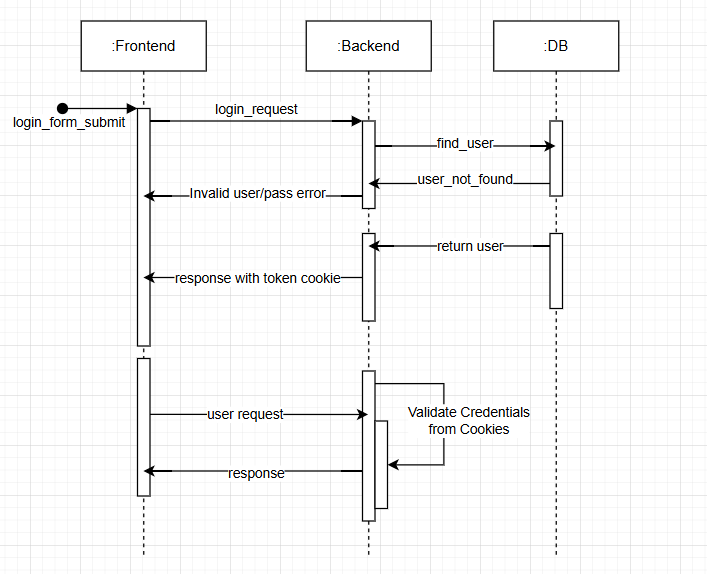 :Frontend
:Backend
:DB
login_form_submit
login_request
find_user
user_not_found
Invalid user/pass error
return user
response with token cookie
user request
Validate Credentials
from Cookies
response